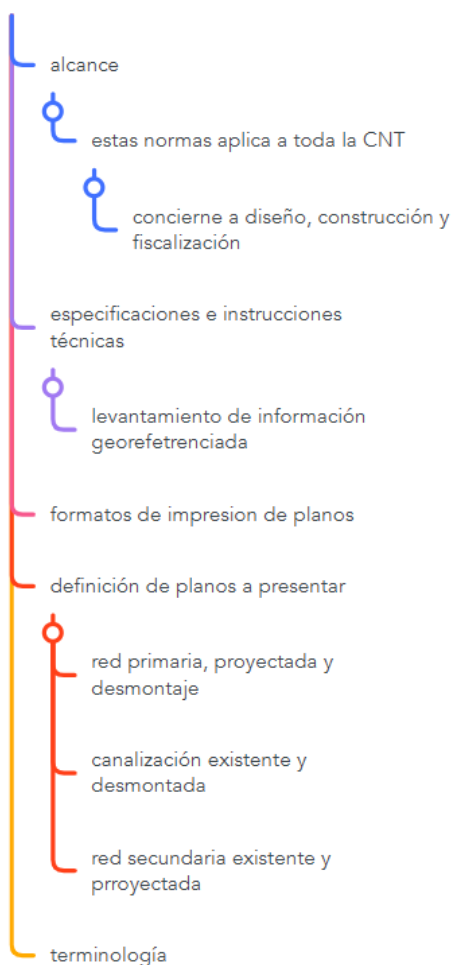 alcance
estas normas aplica a toda la CNT
concierne a diseño, construcción y
fiscalización
especificaciones e instrucciones
técnicas
levantamiento de información
georefetrenciada
formatos de impresion de planos
definición de planos a presentar
red primaria, proyectada y
desmontaje
canalización existente y
desmontada
red secundaria existente y
prroyectada
terminología